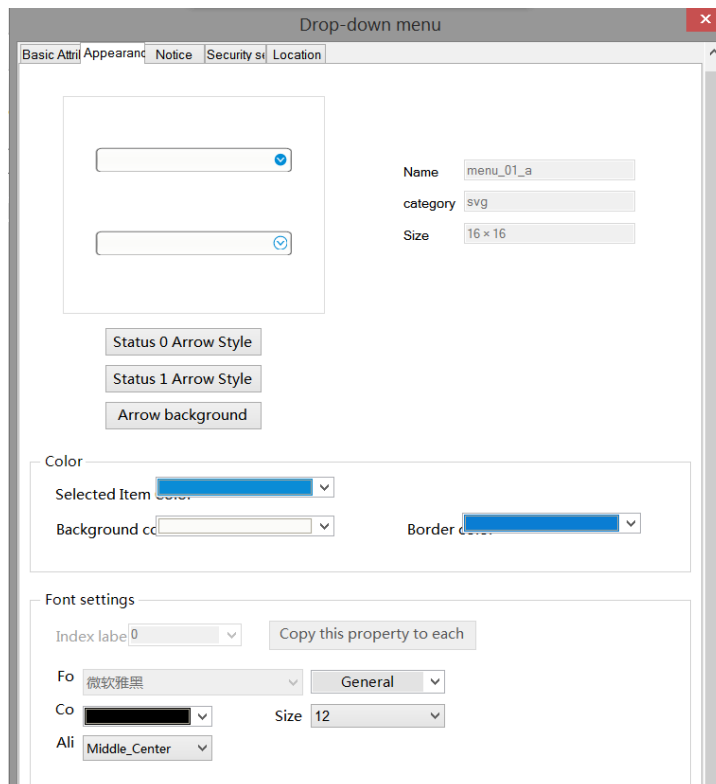 Drop-down menu
Basic Attri Appearanc Notice Security se Location
Name menu_01_a
category svg
Size 16 × 16
Status 0 Arrow Style
Status 1 Arrow Style
Arrow background
Color
Selected Item Color
Background co Border color
Font settings
Index labe 0 Copy this property to each
Fo 微软雅黑 General
Co Size 12
Ali Middle_Center